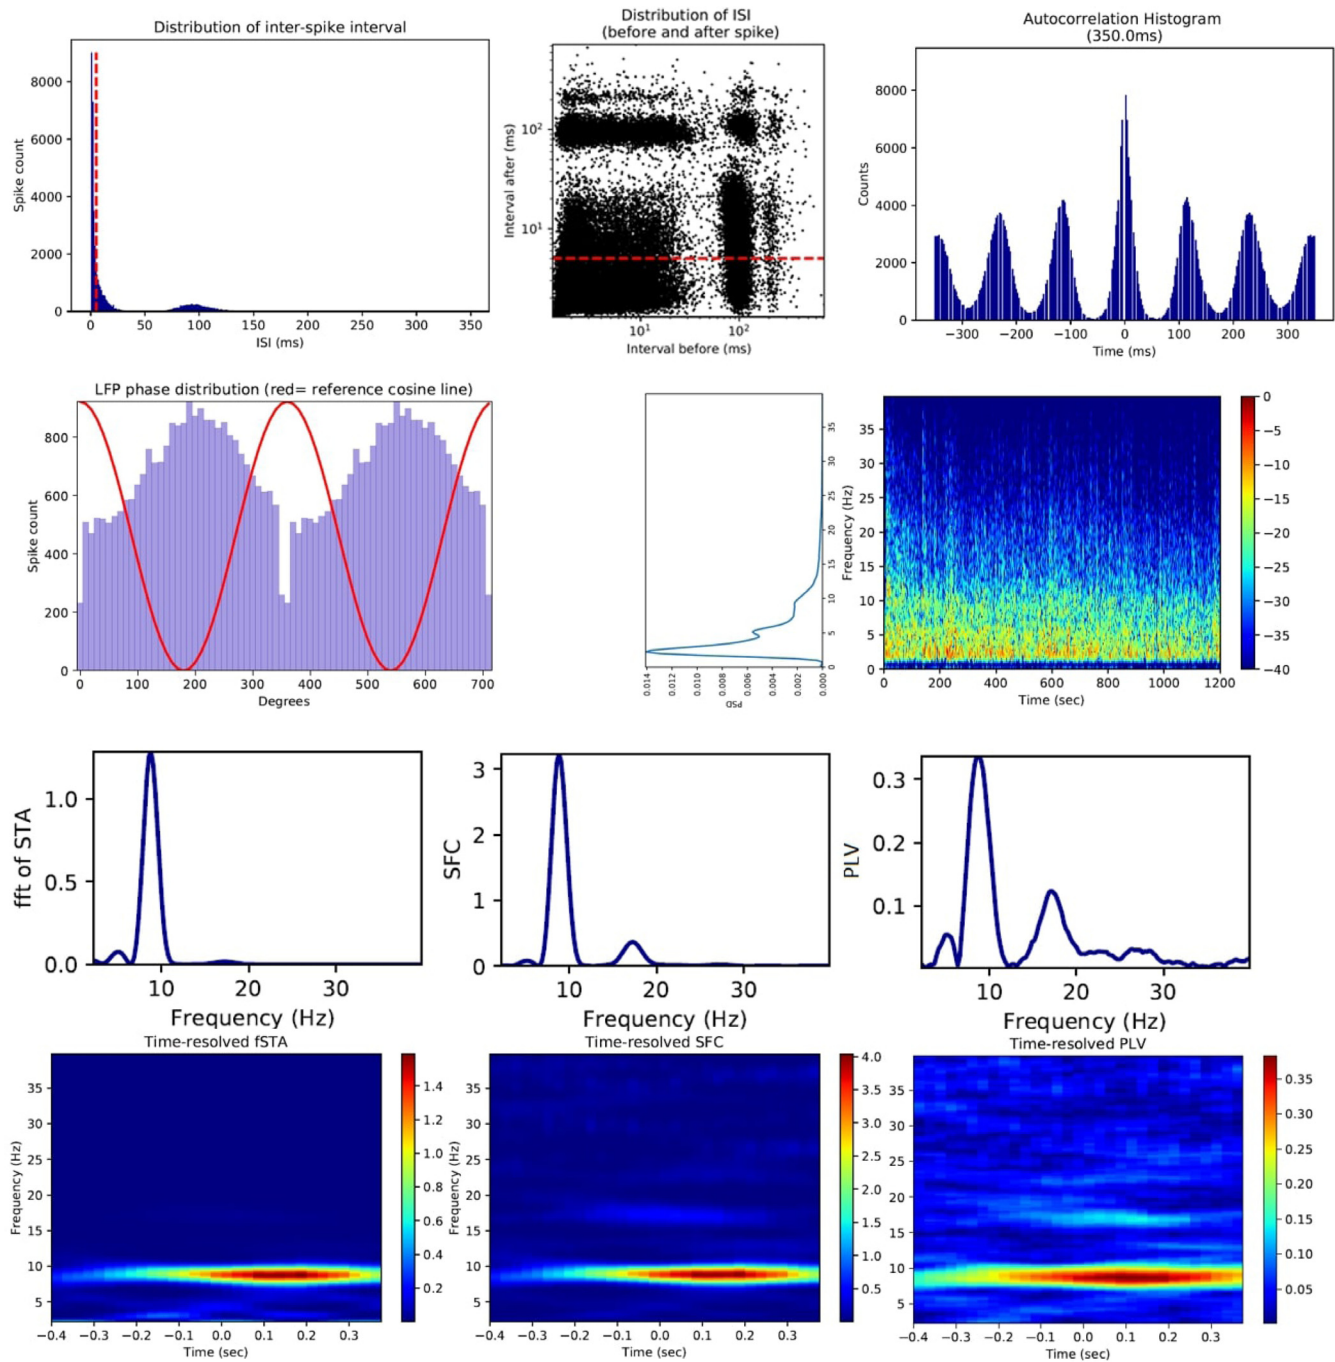 Distribution of inter-spike interval
Spike count
8000
6000
4000
2000
0
0 50 100 150 200 250 300 350
ISI (ms)
Distribution of ISI
(before and after spike)
Interval after (ms)
10²
10¹
10¹ 10²
Interval before (ms)
Autocorrelation Histogram
(350.0ms)
Counts
8000
6000
4000
2000
0
−300 −200 −100 0 100 200 300
Time (ms)
LFP phase distribution (red= reference cosine line)
Spike count
800
600
400
200
0
0 100 200 300 400 500 600 700
Degrees
35
30
25
20
15
10
5
0
0.014 0.012 0.010 0.008 0.006 0.004 0.002 0.000
PSD
Frequency (Hz)
35
30
25
20
15
10
5
0
0 200 400 600 800 1000 1200
Time (sec)
0
−5
−10
−15
−20
−25
−30
−35
−40
fft of STA
1.0
0.5
0.0
10 20 30
Frequency (Hz)
SFC
3
2
1
0
10 20 30
Frequency (Hz)
PLV
0.3
0.2
0.1
10 20 30
Frequency (Hz)
Time-resolved fSTA
Frequency (Hz)
35
30
25
20
15
10
5
−0.4 −0.3 −0.2 −0.1 0.0 0.1 0.2 0.3
Time (sec)
1.4
1.2
1.0
0.8
0.6
0.4
0.2
Time-resolved SFC
Frequency (Hz)
35
30
25
20
15
10
5
−0.4 −0.3 −0.2 −0.1 0.0 0.1 0.2 0.3
Time (sec)
4.0
3.5
3.0
2.5
2.0
1.5
1.0
0.5
Time-resolved PLV
35
30
25
20
15
10
5
−0.4 −0.3 −0.2 −0.1 0.0 0.1 0.2 0.3
Time (sec)
0.35
0.30
0.25
0.20
0.15
0.10
0.05